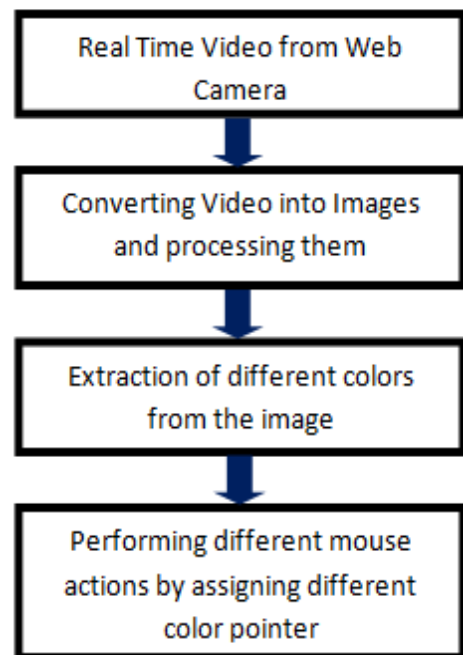 Real Time Video from Web
Camera
Converting Video into Images
and processing them
Extraction of different colors
from the image
Performing different mouse
actions by assigning different
color pointer